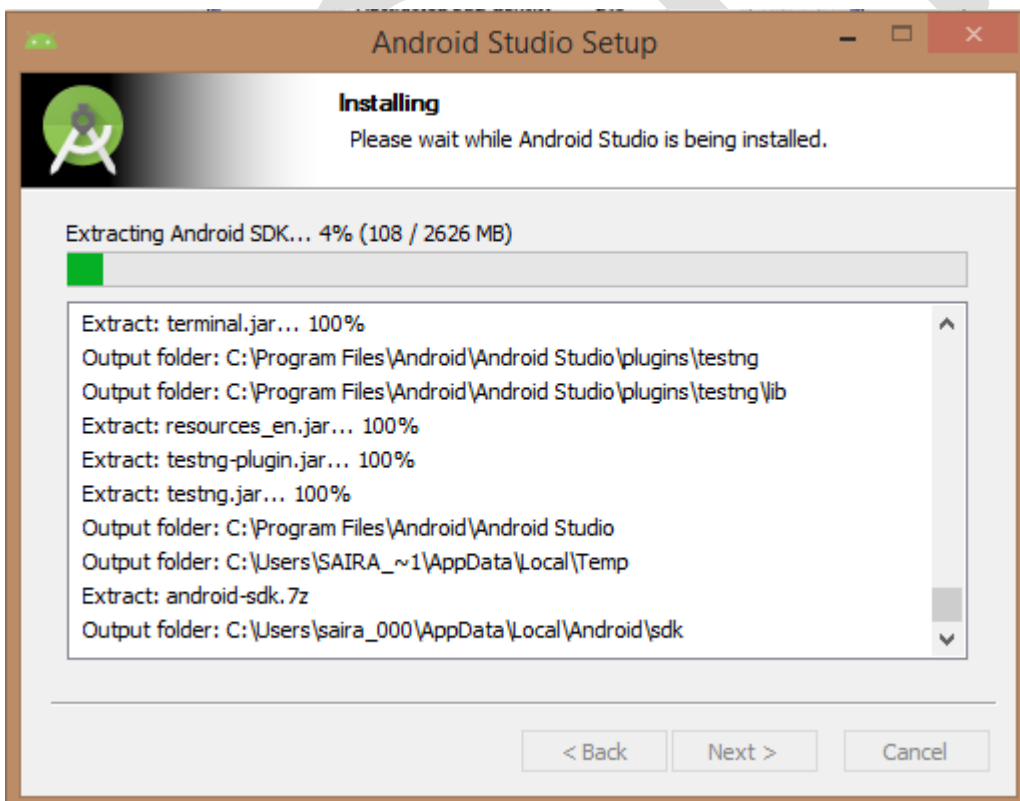 Android Studio Setup
Installing
Please wait while Android Studio is being installed.
Extracting Android SDK... 4% (108 / 2626 MB)
Extract: terminal.jar... 100%
Output folder: C:\Program Files\Android\Android Studio\plugins\testng
Output folder: C:\Program Files\Android\Android Studio\plugins\testng\lib
Extract: resources_en.jar... 100%
Extract: testng-plugin.jar... 100%
Extract: testng.jar... 100%
Output folder: C:\Program Files\Android\Android Studio
Output folder: C:\Users\SAIRA_~1\AppData\Local\Temp
Extract: android-sdk.7z
Output folder: C:\Users\saira_000\AppData\Local\Android\sdk
< Back Next > Cancel